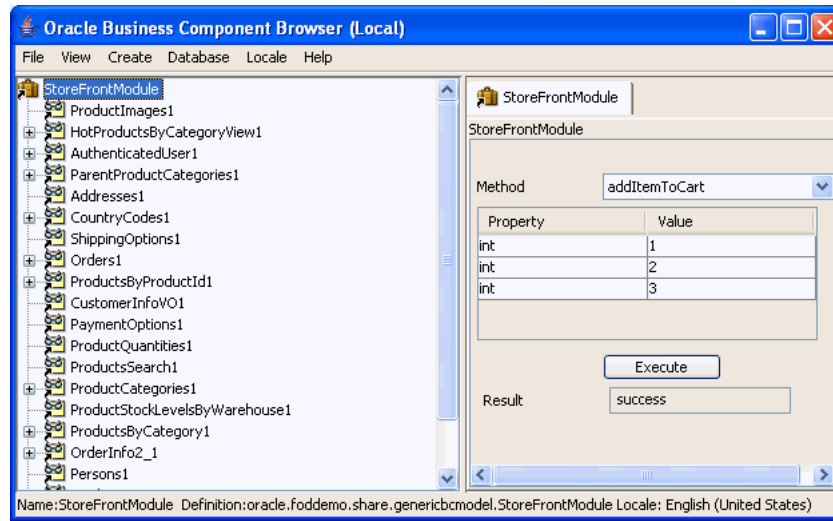 Oracle Business Component Browser (Local)
File View Create Database Locale Help
StoreFrontModule
ProductImages1
HotProductsByCategoryView1
AuthenticatedUser1
ParentProductCategories1
Addresses1
CountryCodes1
ShippingOptions1
Orders1
ProductsByProductId1
CustomerInfoVO1
PaymentOptions1
ProductQuantities1
ProductsSearch1
ProductCategories1
ProductStockLevelsByWarehouse1
ProductsByCategory1
OrderInfo2_1
Persons1
StoreFrontModule
StoreFrontModule
Method addItemToCart
Property Value
int 1
int 2
int 3
Execute
Result success
Name:StoreFrontModule Definition:oracle.foddemo.share.genericbcmodel.StoreFrontModule Locale: English (United States)